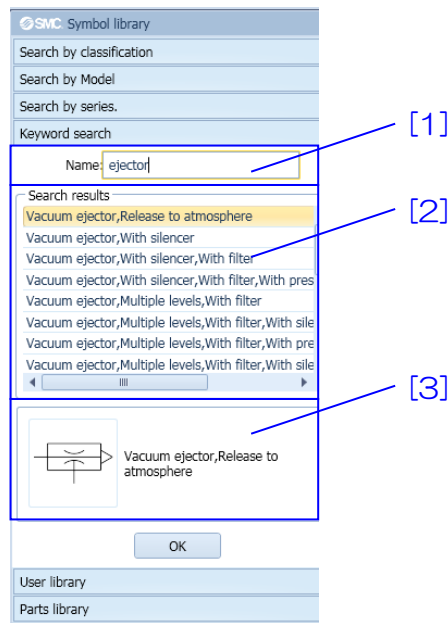 SMC Symbol library
Search by classification
Search by Model
Search by series.
Keyword search
[1]
Name: ejector
Search results
[2]
Vacuum ejector,Release to atmosphere
Vacuum ejector,With silencer
Vacuum ejector,With silencer,With filter
Vacuum ejector,With silencer,With filter,With pres
Vacuum ejector,Multiple levels,With filter
Vacuum ejector,Multiple levels,With filter,With sile
Vacuum ejector,Multiple levels,With filter,With pre
Vacuum ejector,Multiple levels,With filter,With sile
[3]
Vacuum ejector,Release to
atmosphere
OK
User library
Parts library